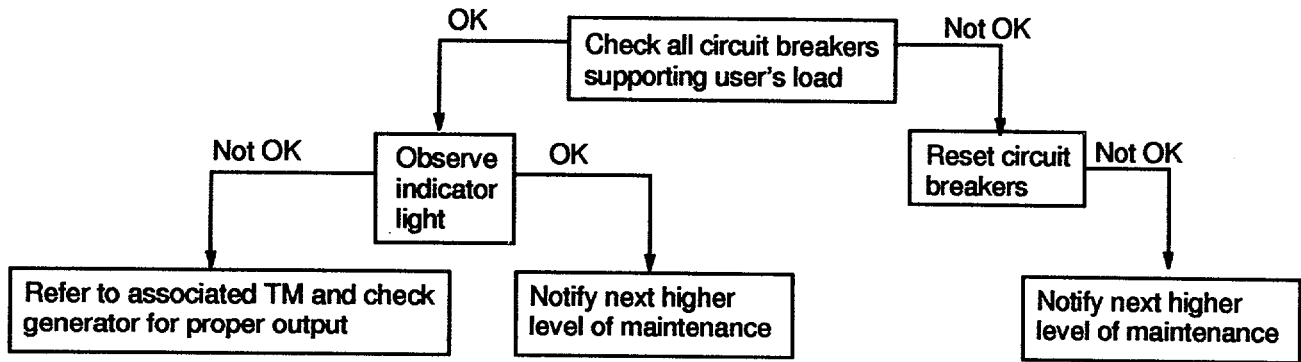 OK
Check all circuit breakers
supporting user's load
Not OK
Not OK
Observe
indicator
light
OK
Reset circuit
breakers
Not OK
Refer to associated TM and check
generator for proper output
Notify next higher
level of maintenance
Notify next higher
level of maintenance